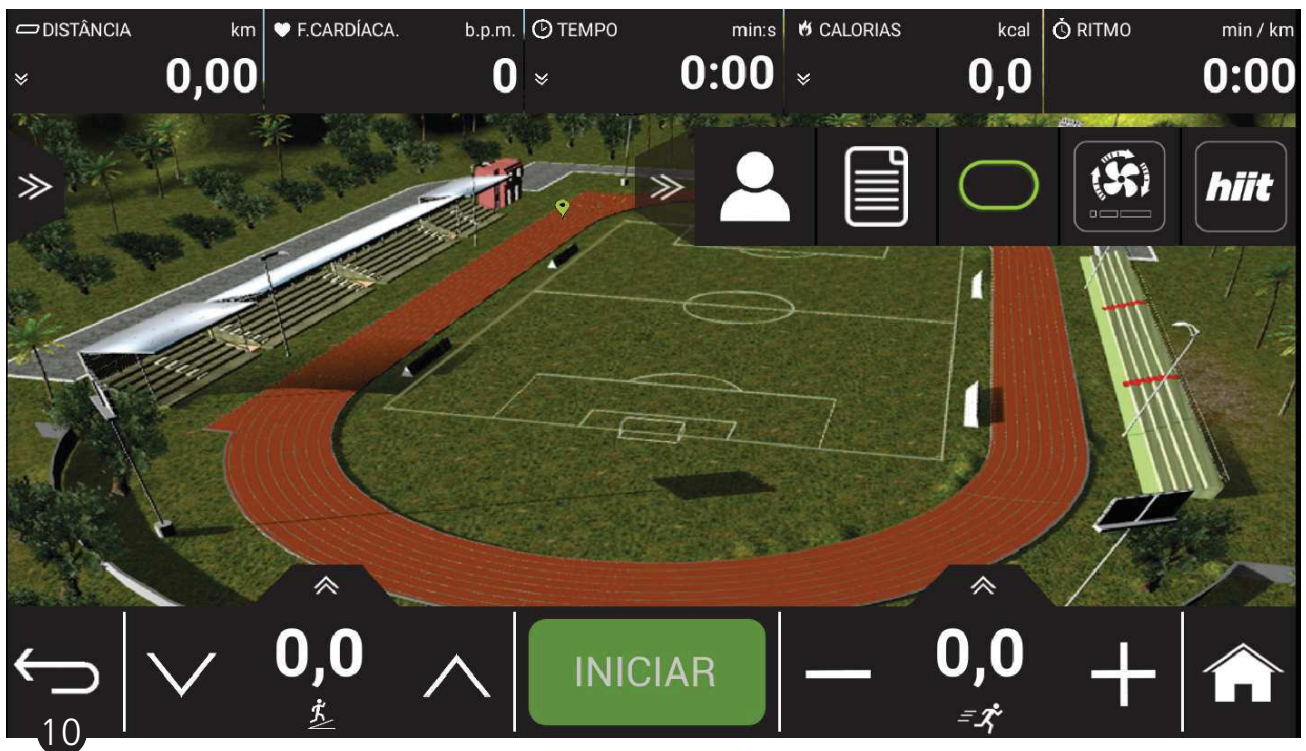 DISTÂNCIA km
0,00
F.CARDÍACA. b.p.m.
0
TEMPO min:s
0:00
CALORIAS kcal
0,0
RITMO min / km
0:00
hiit
0,0
INICIAR
0,0
10